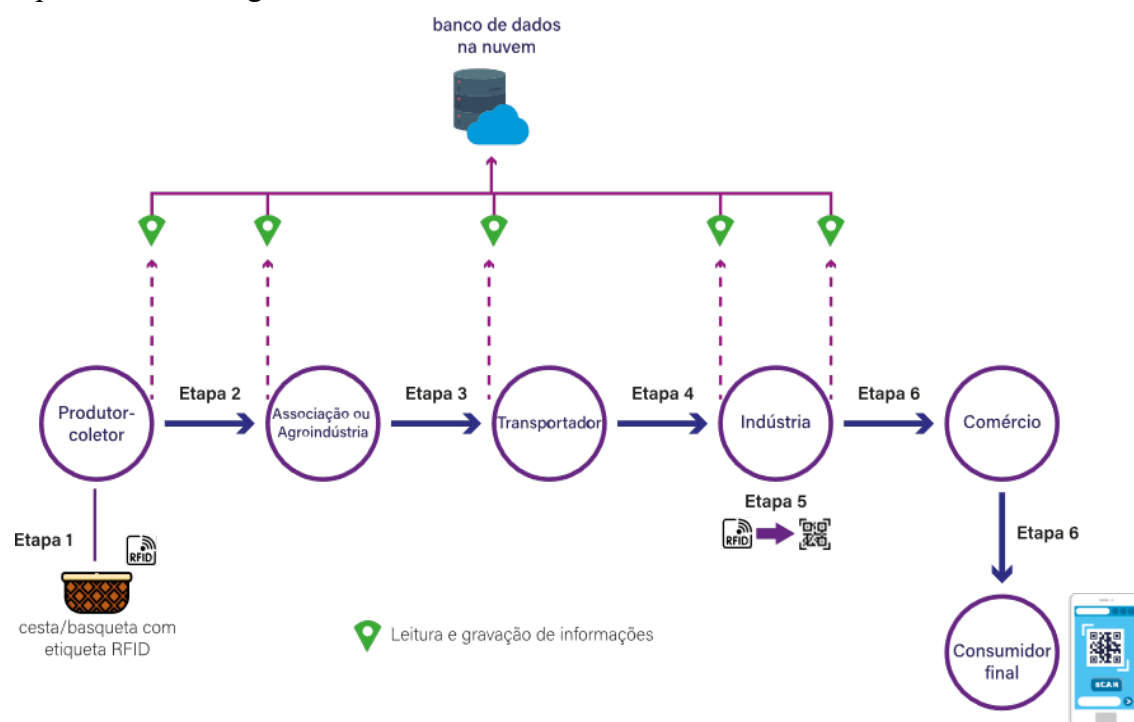 banco de dados
na nuvem
Etapa 2
Etapa 3
Etapa 4
Etapa 6
Produtor-
coletor
Associação ou
Agroindústria
Transportador
Indústria
Comércio
Etapa 5
Etapa 1
RFID
RFID
Etapa 6
cesta/basqueta com
etiqueta RFID
Leitura e gravação de informações
Consumidor
final
SCAN